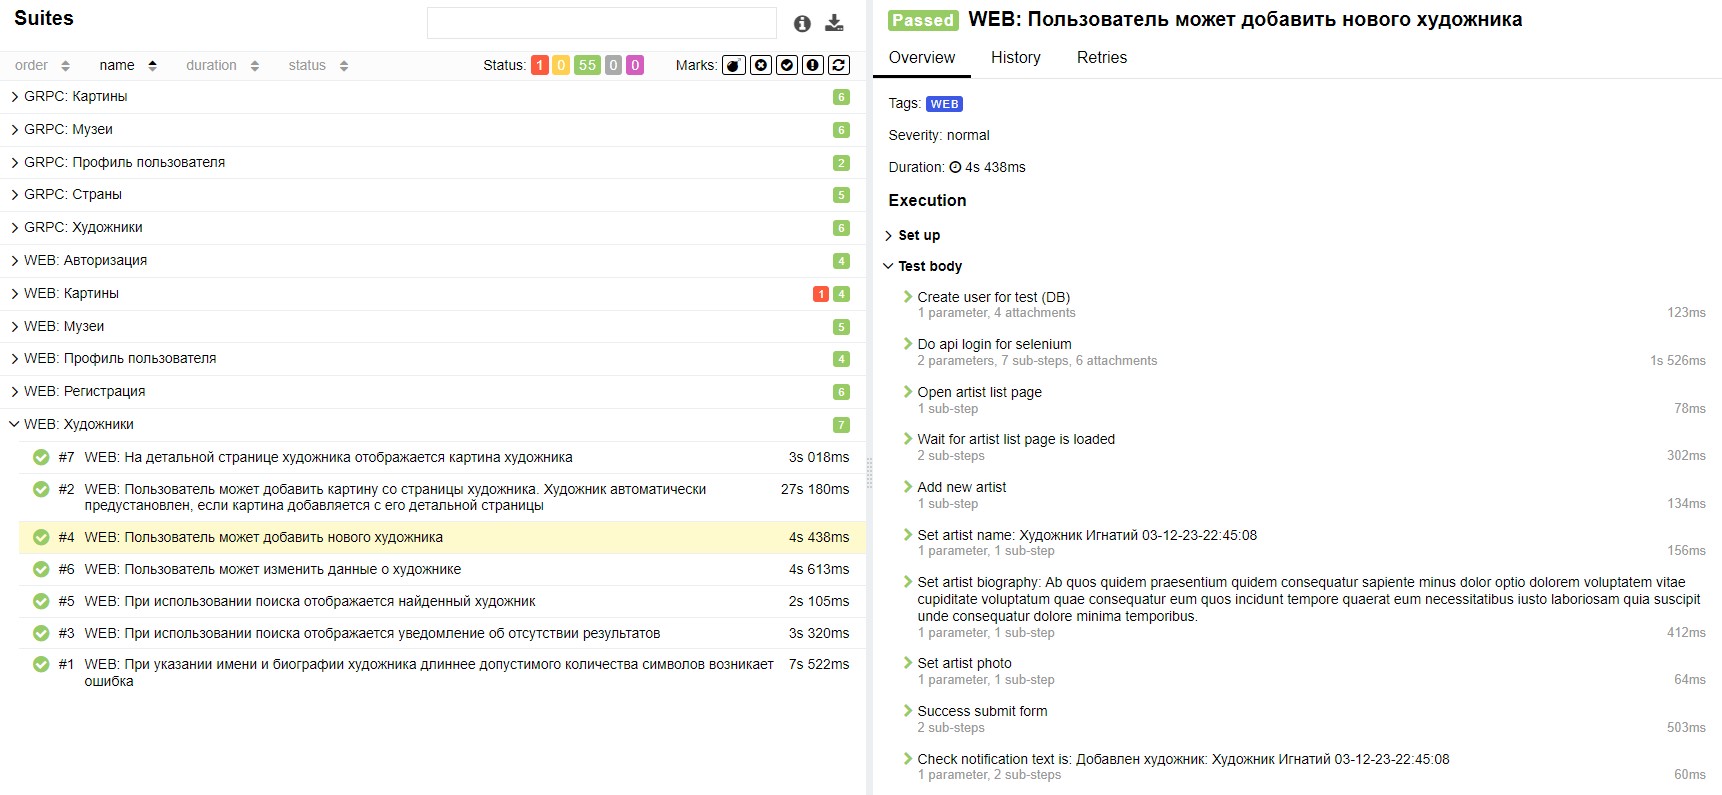 Suites
order name duration status Status: 1 0 55 0 0 Marks:
GRPC: Картины 6
GRPC: Музеи 6
GRPC: Профиль пользователя 2
GRPC: Страны 5
GRPC: Художники 6
WEB: Авторизация 4
WEB: Картины 1 4
WEB: Музеи 5
WEB: Профиль пользователя 4
WEB: Регистрация 6
WEB: Художники 7
#7 WEB: На детальной странице художника отображается картина художника 3s 018ms
#2 WEB: Пользователь может добавить картину со страницы художника. Художник автоматически 27s 180ms
предустановлен, если картина добавляется с его детальной страницы
#4 WEB: Пользователь может добавить нового художника 4s 438ms
#6 WEB: Пользователь может изменить данные о художнике 4s 613ms
#5 WEB: При использовании поиска отображается найденный художник 2s 105ms
#3 WEB: При использовании поиска отображается уведомление об отсутствии результатов 3s 320ms
#1 WEB: При указании имени и биографии художника длиннее допустимого количества символов возникает 7s 522ms
ошибка
Passed WEB: Пользователь может добавить нового художника
Overview History Retries
Tags: WEB
Severity: normal
Duration: 4s 438ms
Execution
Set up
Test body
Create user for test (DB)
1 parameter, 4 attachments 123ms
Do api login for selenium
2 parameters, 7 sub-steps, 6 attachments 1s 526ms
Open artist list page
1 sub-step 78ms
Wait for artist list page is loaded
2 sub-steps 302ms
Add new artist
1 sub-step 134ms
Set artist name: Художник Игнатий 03-12-23-22:45:08
1 parameter, 1 sub-step 156ms
Set artist biography: Ab quos quidem praesentium quidem consequatur sapiente minus dolor optio dolorem voluptatem vitae
cupiditate voluptatum quae consequatur eum quos incidunt tempore quaerat eum necessitatibus iusto laboriosam quia suscipit
unde consequatur dolore minima temporibus.
1 parameter, 1 sub-step 412ms
Set artist photo
1 parameter, 1 sub-step 64ms
Success submit form
2 sub-steps 503ms
Check notification text is: Добавлен художник: Художник Игнатий 03-12-23-22:45:08
1 parameter, 2 sub-steps 60ms